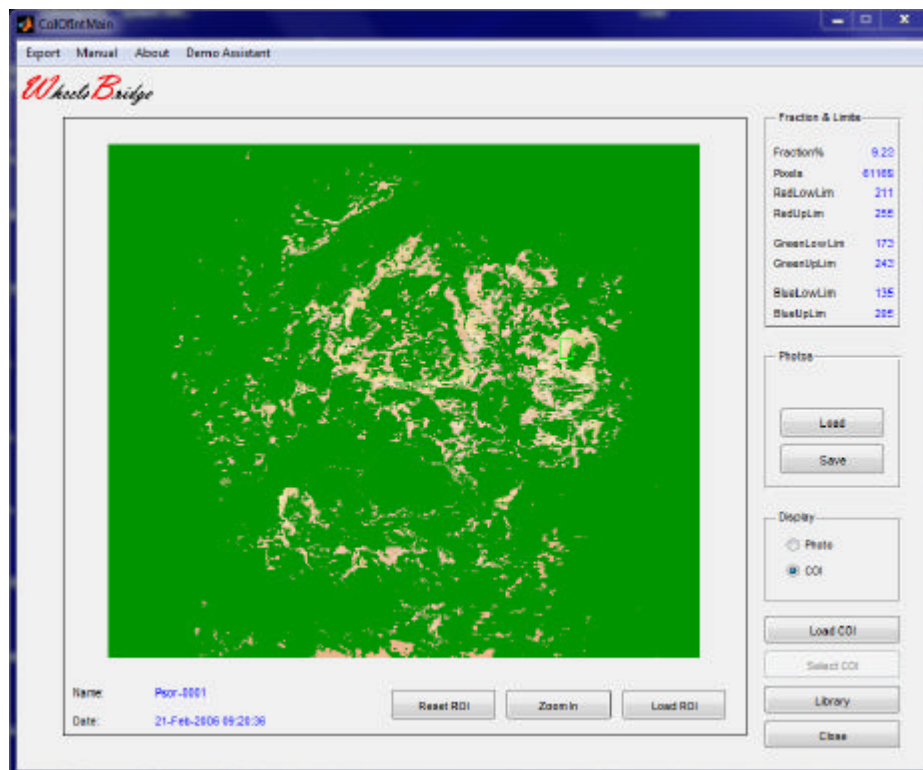 ColOfIntMain
Export Manual About Demo Assistant
WheelsBridge
Fraction & Limits
Fraction% 9.23
Pixels 61165
RedLowLim 211
RedUpLim 255
GreenLowLim 173
GreenUpLim 243
BlueLowLim 135
BlueUpLim 205
Photos
Load
Save
Display
Photo
COI
Load COI
Select COI
Library
Close
Name: Psor-0001
Date: 21-Feb-2006 09:20:36
Reset ROI Zoom In Load ROI